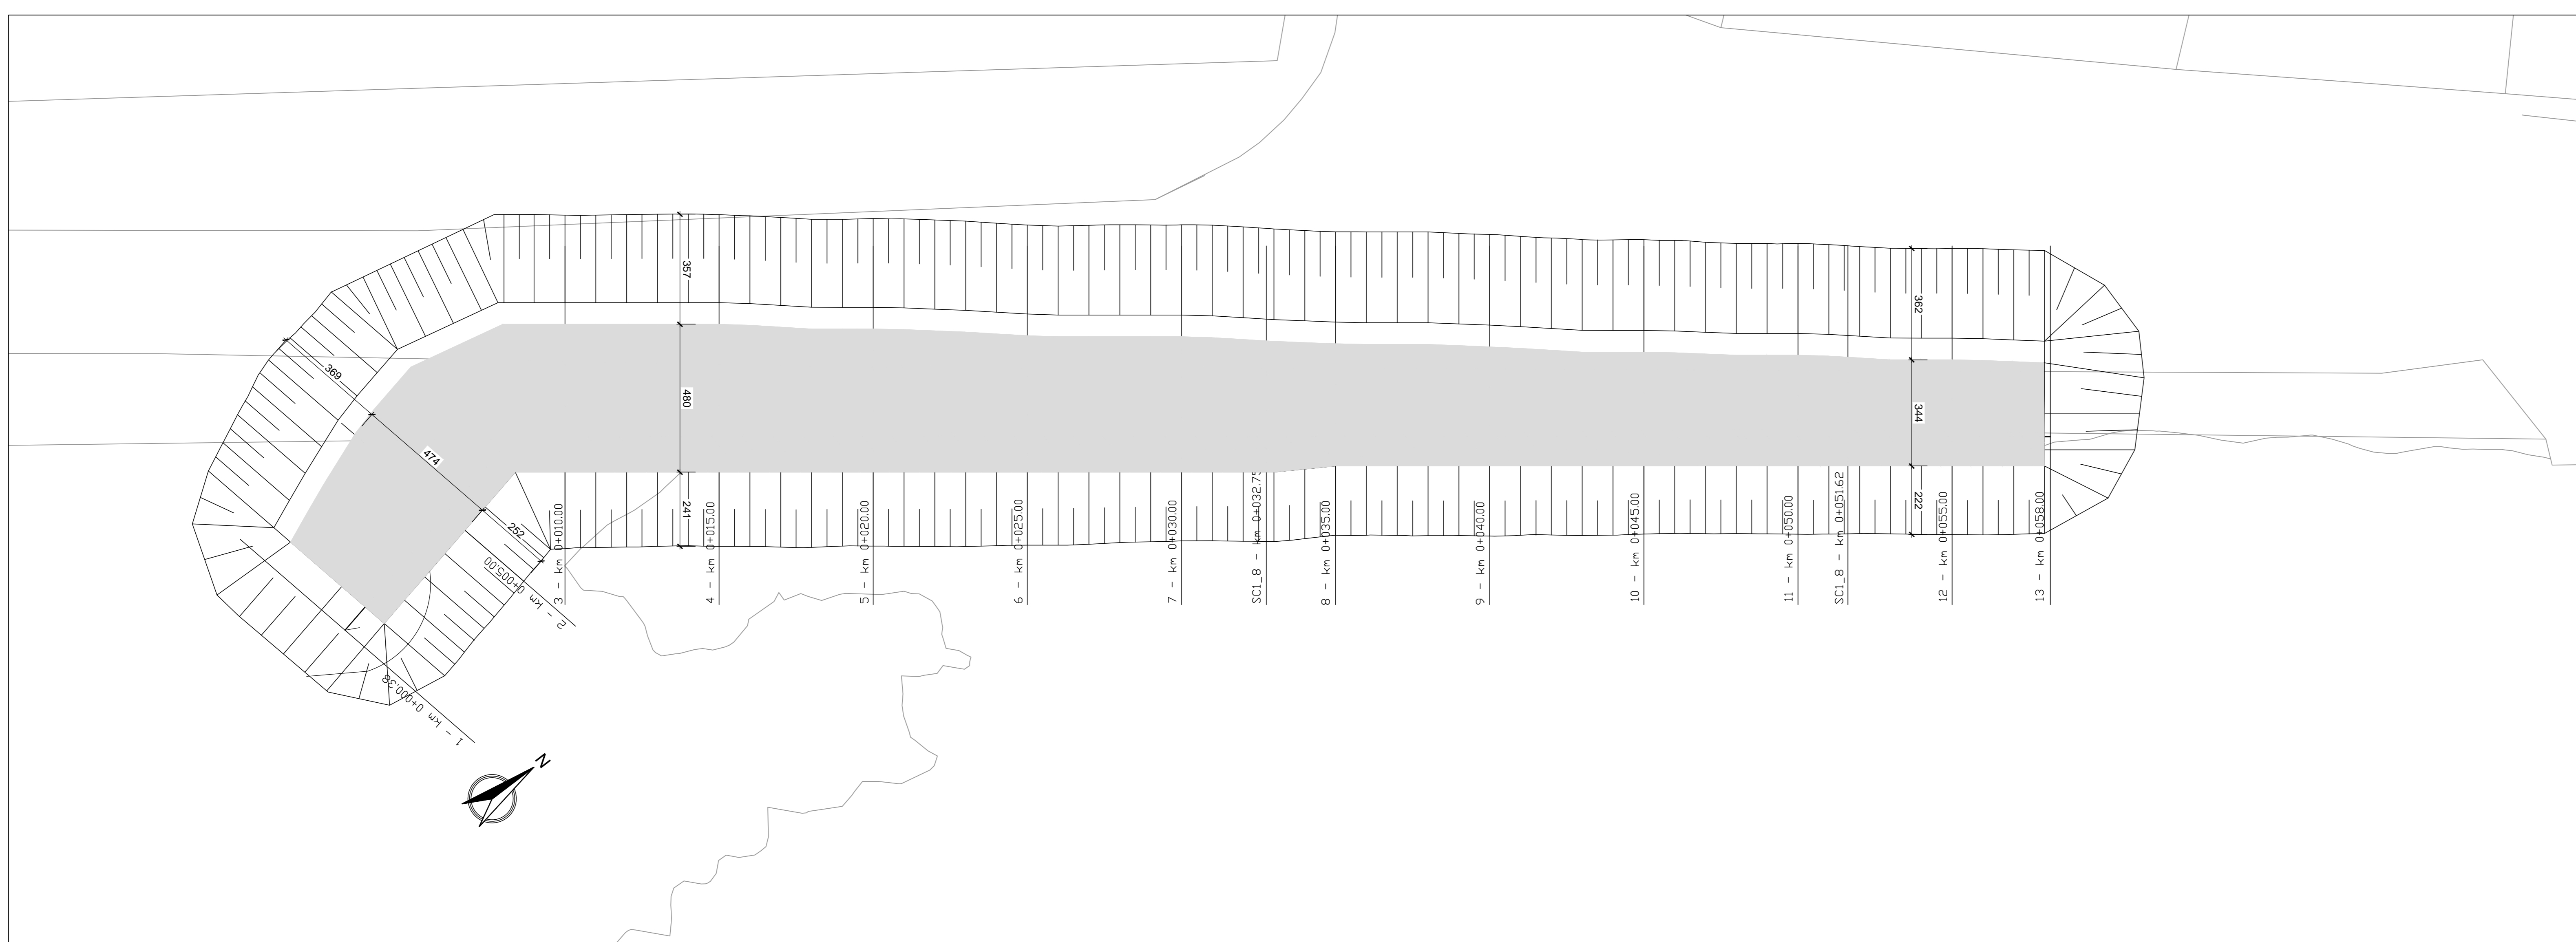 357
362
369
480
344
474
241
222
252
1 - km 0+000.38
2 - km 0+005.00
3 - km 0+010.00
4 - km 0+015.00
5 - km 0+020.00
6 - km 0+025.00
7 - km 0+030.00
SC1_8 - km 0+032.75
8 - km 0+035.00
9 - km 0+040.00
10 - km 0+045.00
11 - km 0+050.00
SC1_8 - km 0+051.62
12 - km 0+055.00
13 - km 0+058.00
N